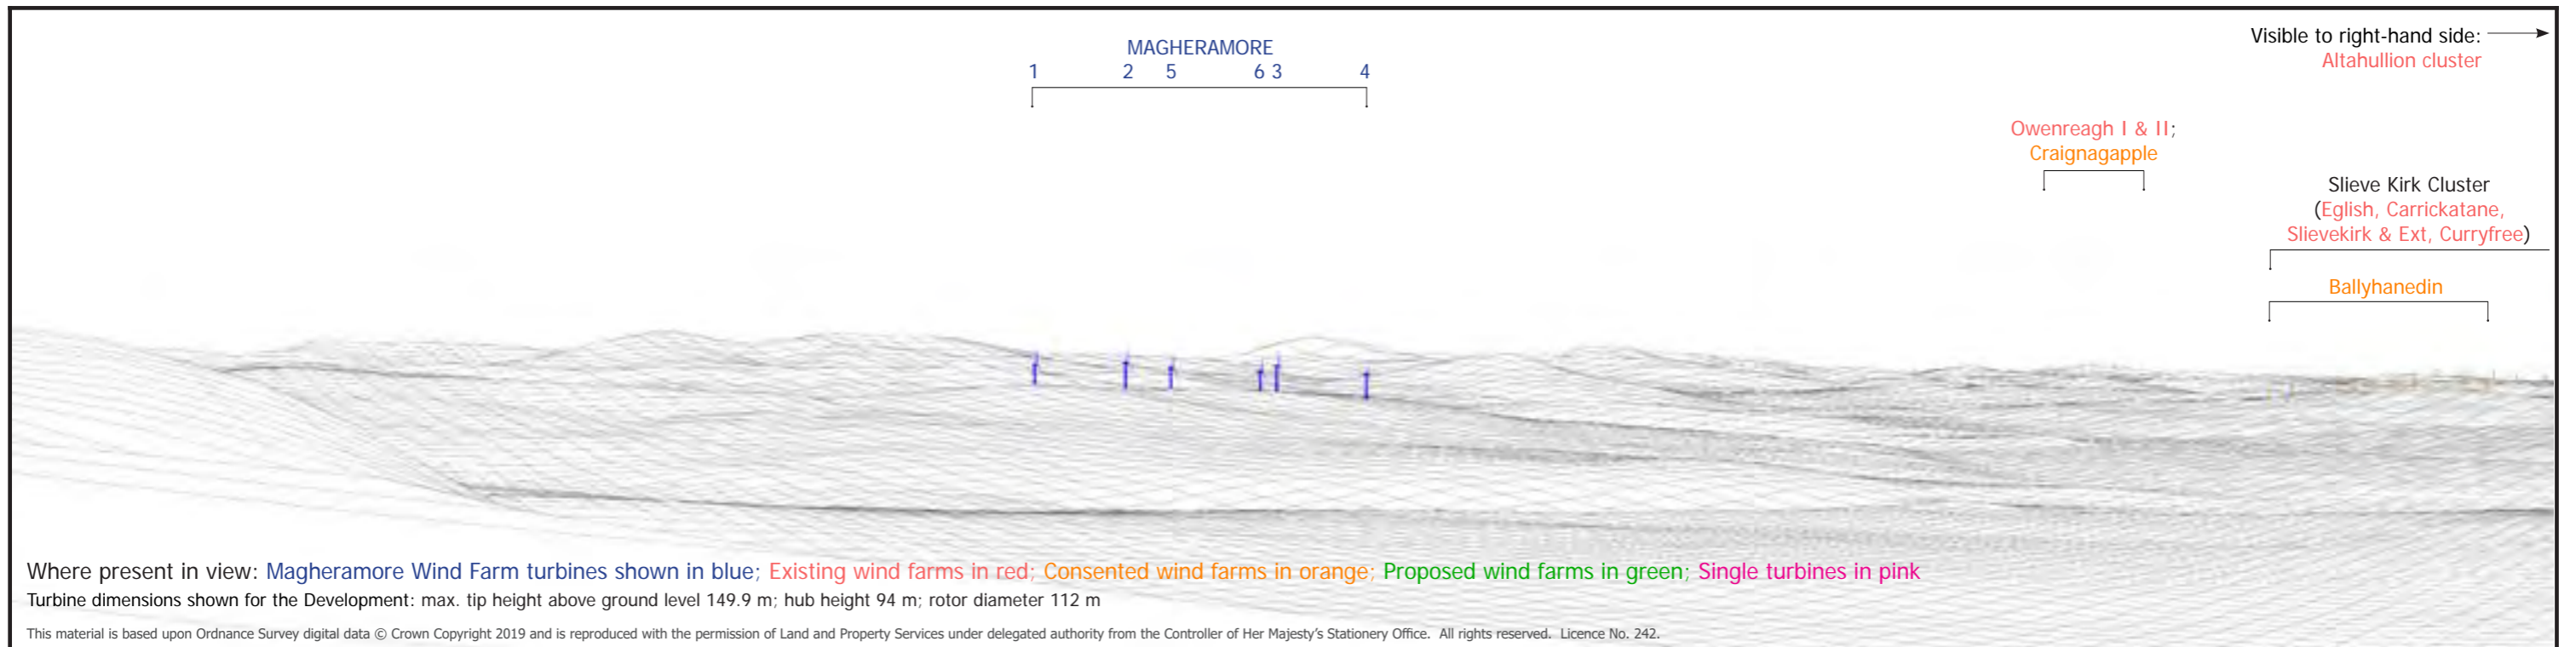 MAGHERAMORE
1 2 5 6 3 4
Visible to right-hand side:
Altahullion cluster
Owenreagh I & II;
Craignagapple
Slieve Kirk Cluster
(Eglish, Carrickatane,
Slievekirk & Ext, Curryfree)
Ballyhanedin
Where present in view: Magheramore Wind Farm turbines shown in blue; Existing wind farms in red; Consented wind farms in orange; Proposed wind farms in green; Single turbines in pink
Turbine dimensions shown for the Development: max. tip height above ground level 149.9 m; hub height 94 m; rotor diameter 112 m
This material is based upon Ordnance Survey digital data © Crown Copyright 2019 and is reproduced with the permission of Land and Property Services under delegated authority from the Controller of Her Majesty's Stationery Office. All rights reserved. Licence No. 242.